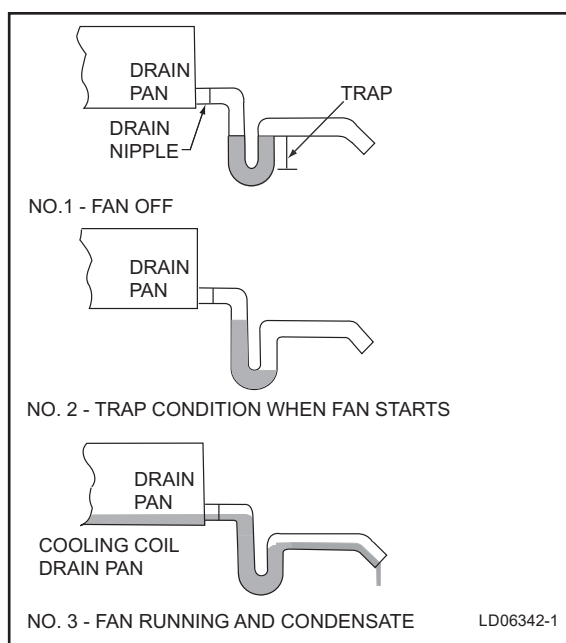 DRAIN
PAN
TRAP
DRAIN
NIPPLE
NO.1 - FAN OFF
DRAIN
PAN
NO. 2 - TRAP CONDITION WHEN FAN STARTS
DRAIN
PAN
COOLING COIL
DRAIN PAN
NO. 3 - FAN RUNNING AND CONDENSATE
LD06342-1